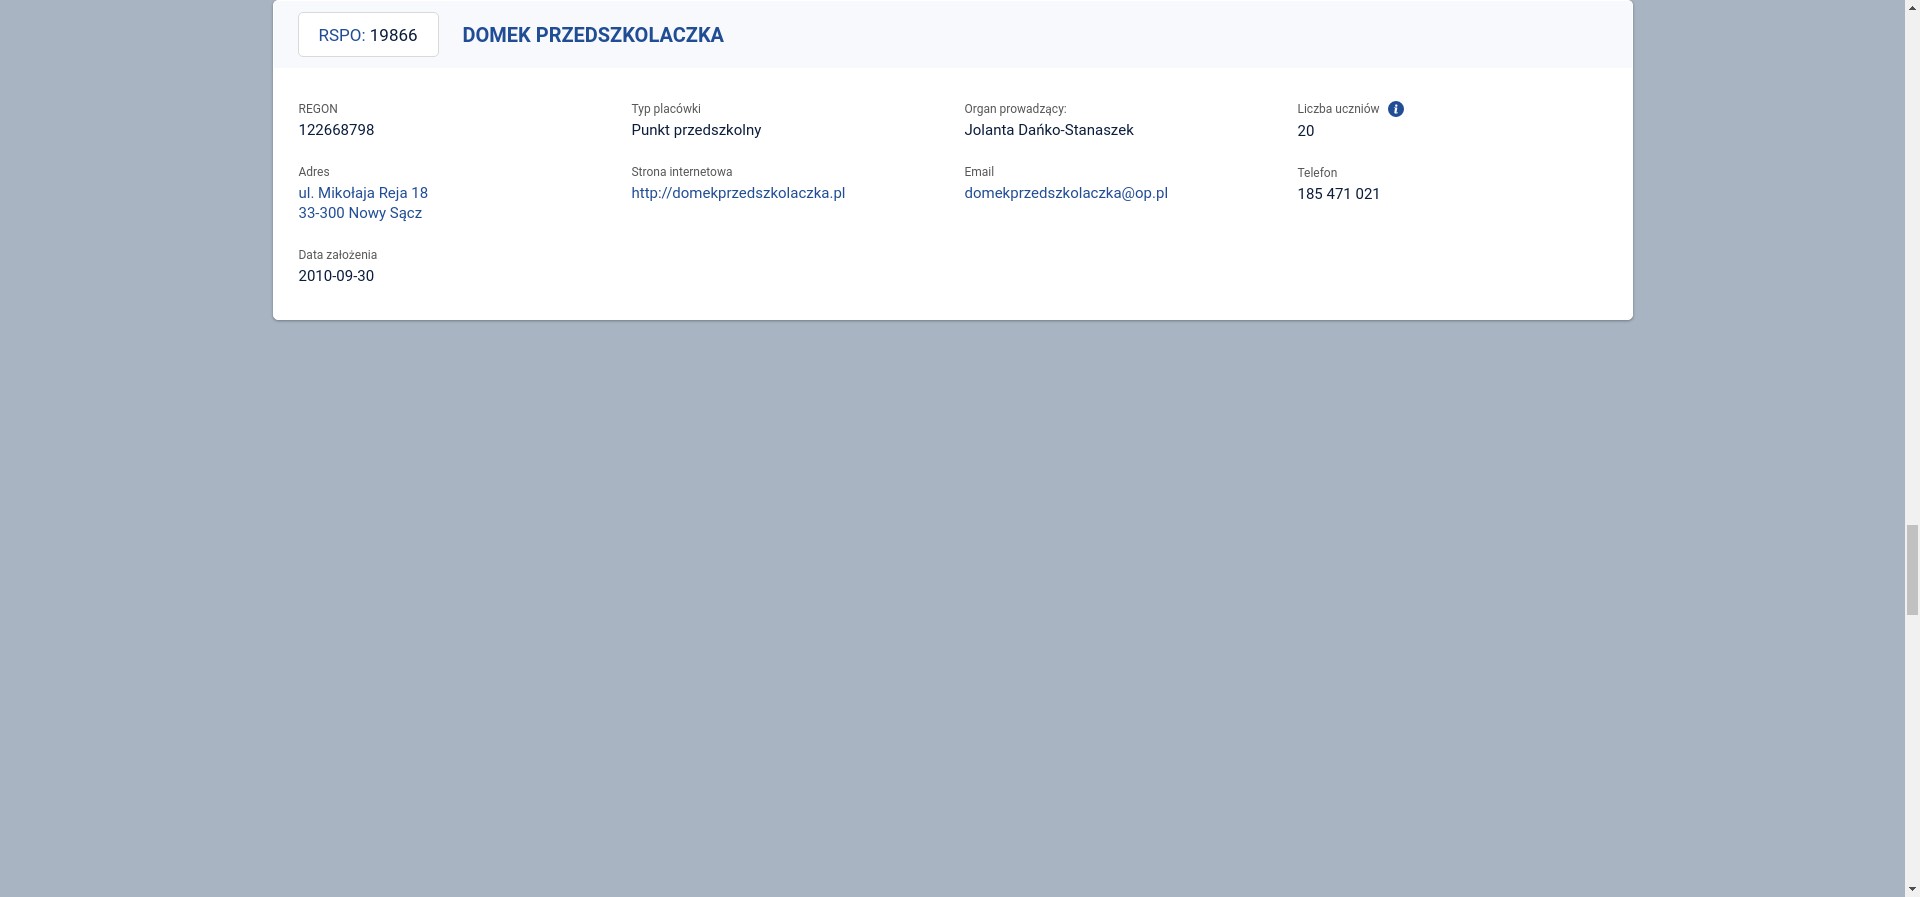 RSPO: 19866
DOMEK PRZEDSZKOLACZKA
REGON
122668798
Typ placówki
Punkt przedszkolny
Organ prowadzący:
Jolanta Dańko-Stanaszek
Liczba uczniów
20
Adres
ul. Mikołaja Reja 18
33-300 Nowy Sącz
Strona internetowa
http://domekprzedszkolaczka.pl
Email
domekprzedszkolaczka@op.pl
Telefon
185 471 021
Data założenia
2010-09-30